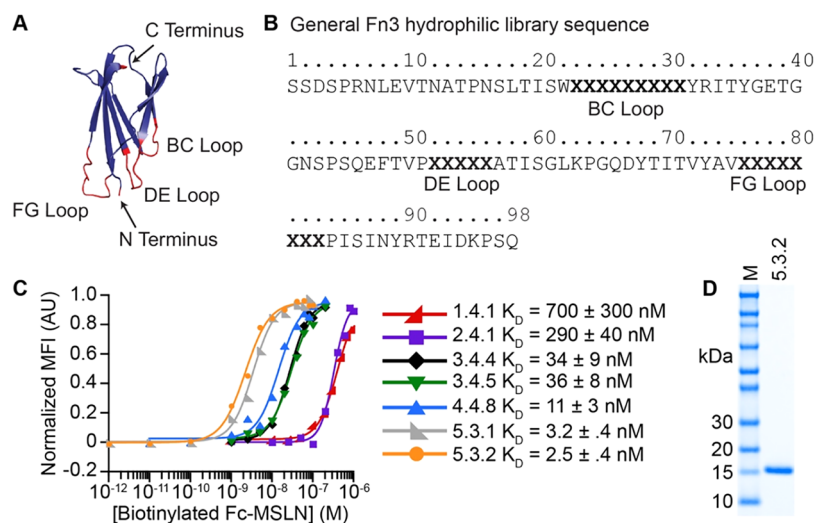 A
C Terminus
BC Loop
DE Loop
FG Loop
N Terminus
B General Fn3 hydrophilic library sequence
1.......10........20........30........40
SSDSPRNLEVTNATPNSLTISWXXXXXXXXXYRITYGETG
BC Loop
........50........60........70........80
GNSPSQEFTVPXXXXXATISGLKPGQDYTITVYAVXXXXX
DE Loop FG Loop
........90......98
XXXPISINYRTEIDKPSQ
C
Normalized MFI (AU)
1.0
0.8
0.6
0.4
0.2
0
-0.2
10⁻¹² 10⁻¹¹ 10⁻¹⁰ 10⁻⁹ 10⁻⁸ 10⁻⁷ 10⁻⁶
[Biotinylated Fc-MSLN] (M)
1.4.1 K_D = 700 ± 300 nM
2.4.1 K_D = 290 ± 40 nM
3.4.4 K_D = 34 ± 9 nM
3.4.5 K_D = 36 ± 8 nM
4.4.8 K_D = 11 ± 3 nM
5.3.1 K_D = 3.2 ± .4 nM
5.3.2 K_D = 2.5 ± .4 nM
D
M 5.3.2
kDa
30
20
15
10